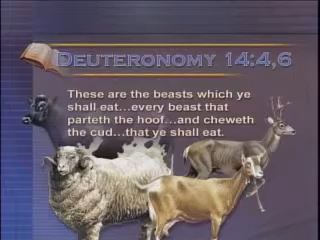 Deuteronomy 14:4,6
These are the beasts which ye
shall eat...every beast that
parteth the hoof...and cheweth
the cud...that ye shall eat.